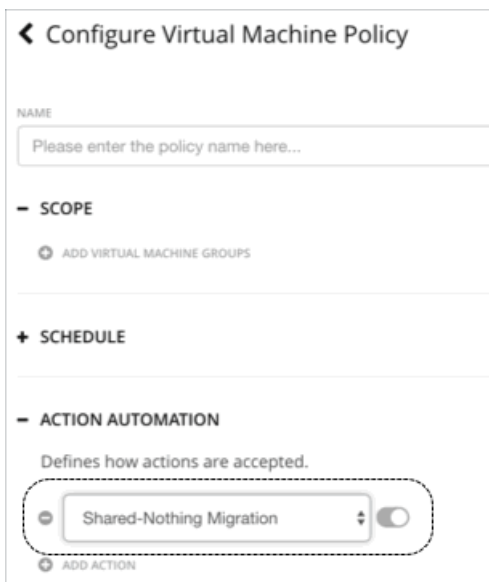 Configure Virtual Machine Policy
NAME
Please enter the policy name here...
SCOPE
ADD VIRTUAL MACHINE GROUPS
SCHEDULE
ACTION AUTOMATION
Defines how actions are accepted.
Shared-Nothing Migration
ADD ACTION